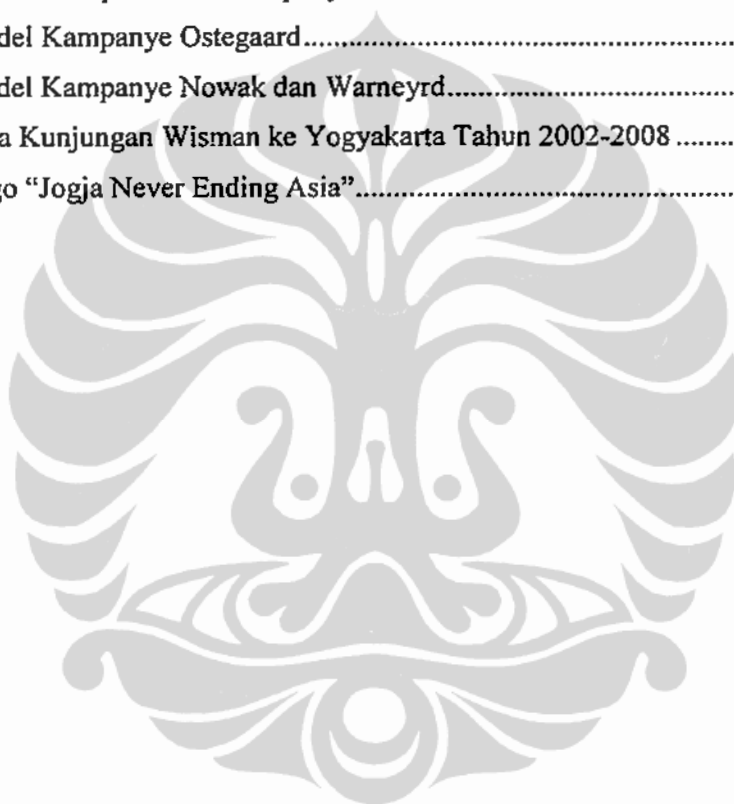 del Kampanye Ostegaard..........................................................
del Kampanye Nowak dan Warneyrd......................................
a Kunjungan Wisman ke Yogyakarta Tahun 2002-2008 .........
go “Jogja Never Ending Asia”..................................................